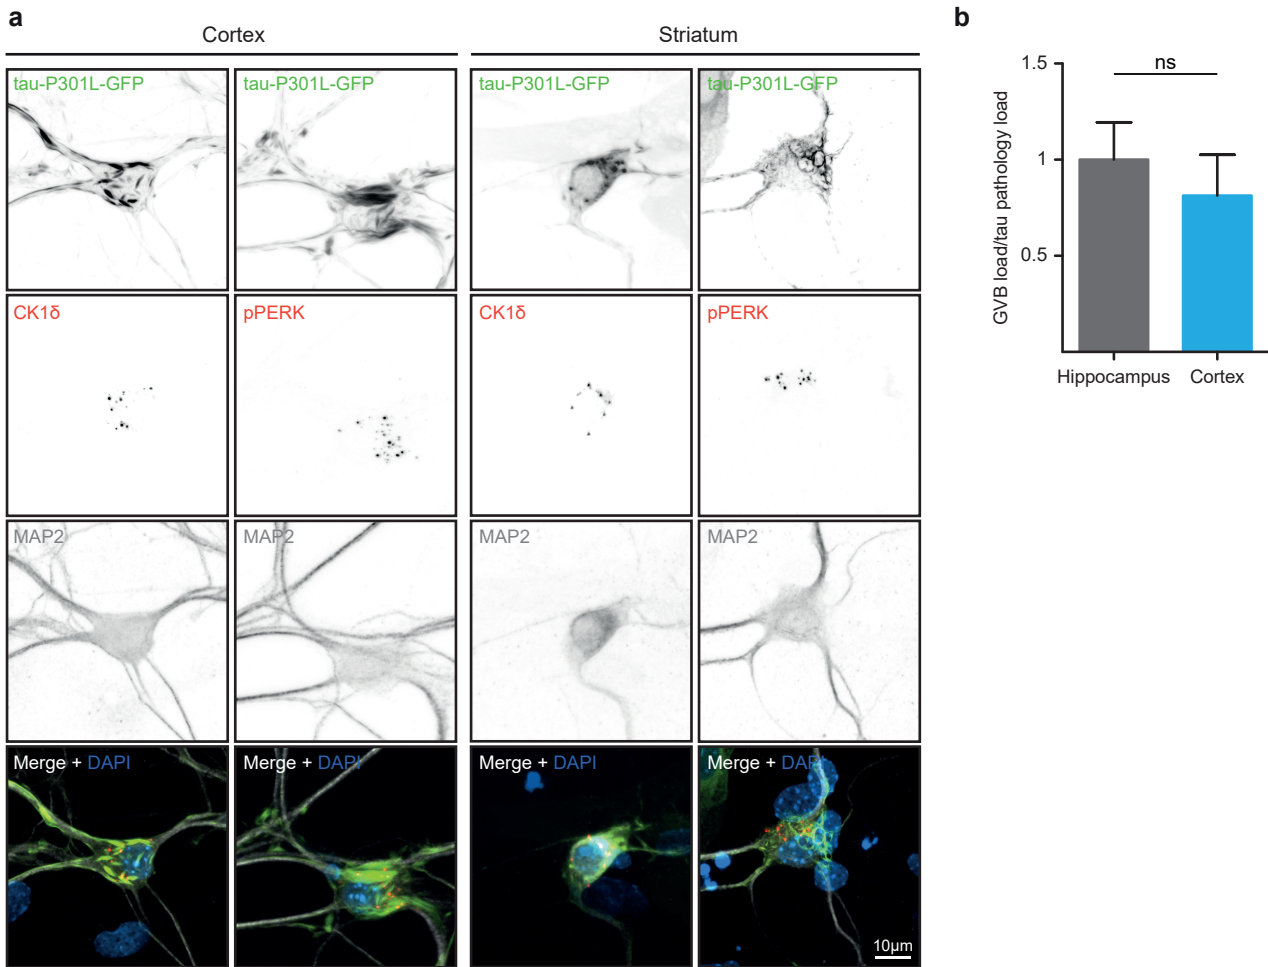 a
Cortex
Striatum
tau-P301L-GFP
tau-P301L-GFP
tau-P301L-GFP
tau-P301L-GFP
CK1δ
pPERK
CK1δ
pPERK
MAP2
MAP2
MAP2
MAP2
Merge + DAPI
Merge + DAPI
Merge + DAPI
Merge + DAPI
10µm
b
GVB load/tau pathology load
1.5
1
0.5
ns
Hippocampus
Cortex